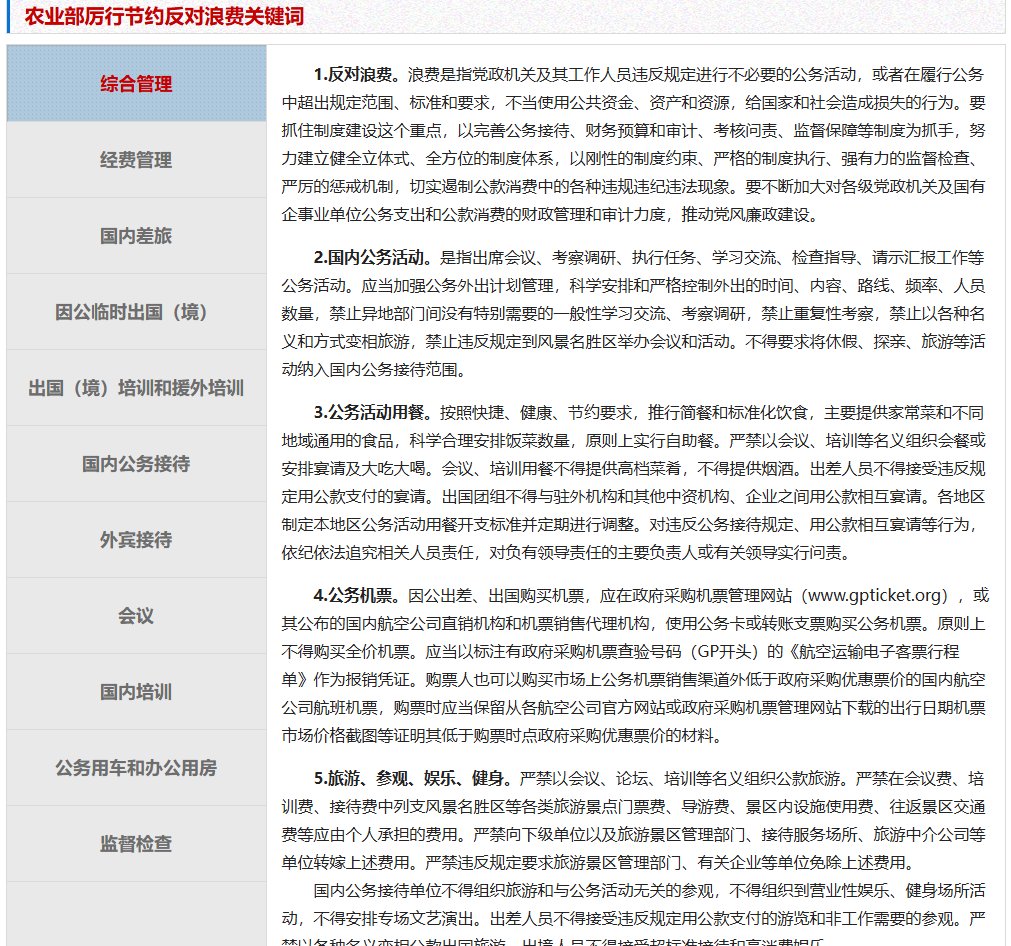 农业部厉行节约反对浪费关键词
综合管理
经费管理
国内差旅
因公临时出国（境）
出国（境）培训和援外培训
国内公务接待
外宾接待
会议
国内培训
公务用车和办公用房
监督检查
1.反对浪费。浪费是指党政机关及其工作人员违反规定进行不必要的公务活动，或者在履行公务
中超出规定范围、标准和要求，不当使用公共资金、资产和资源，给国家和社会造成损失的行为。要
抓住制度建设这个重点，以完善公务接待、财务预算和审计、考核问责、监督保障等制度为抓手，努
力建立健全立体式、全方位的制度体系，以刚性的制度约束、严格的制度执行、强有力的监督检查、
严厉的惩戒机制，切实遏制公款消费中的各种违规违纪违法现象。要不断加大对各级党政机关及国有
企事业单位公务支出和公款消费的财政管理和审计力度，推动党风廉政建设。
2.国内公务活动。是指出席会议、考察调研、执行任务、学习交流、检查指导、请示汇报工作等
公务活动。应当加强公务外出计划管理，科学安排和严格控制外出的时间、内容、路线、频率、人员
数量，禁止异地部门间没有特别需要的一般性学习交流、考察调研，禁止重复性考察，禁止以各种名
义和方式变相旅游，禁止违反规定到风景名胜区举办会议和活动。不得要求将休假、探亲、旅游等活
动纳入国内公务接待范围。
3.公务活动用餐。按照快捷、健康、节约要求，推行简餐和标准化饮食，主要提供家常菜和不同
地域通用的食品，科学合理安排饭菜数量，原则上实行自助餐。严禁以会议、培训等名义组织会餐或
安排宴请及大吃大喝。会议、培训用餐不得提供高档菜肴，不得提供烟酒。出差人员不得接受违反规
定用公款支付的宴请。出国团组不得与驻外机构和其他中资机构、企业之间用公款相互宴请。各地区
制定本地区公务活动用餐开支标准并定期进行调整。对违反公务接待规定、用公款相互宴请等行为，
依纪依法追究相关人员责任，对负有领导责任的主要负责人或有关领导实行问责。
4.公务机票。因公出差、出国购买机票，应在政府采购机票管理网站（www.gpticket.org），或
其公布的国内航空公司直销机构和机票销售代理机构，使用公务卡或转账支票购买公务机票。原则上
不得购买全价机票。应当以标注有政府采购机票查验号码（GP开头）的《航空运输电子客票行程
单》作为报销凭证。购票人也可以购买市场上公务机票销售渠道外低于政府采购优惠票价的国内航空
公司航班机票，购票时应当保留从各航空公司官方网站或政府采购机票管理网站下载的出行日期机票
市场价格截图等证明其低于购票时点政府采购优惠票价的材料。
5.旅游、参观、娱乐、健身。严禁以会议、论坛、培训等名义组织公款旅游。严禁在会议费、培
训费、接待费中列支风景名胜区等各类旅游景点门票费、导游费、景区内设施使用费、往返景区交通
费等应由个人承担的费用。严禁向下级单位以及旅游景区管理部门、接待服务场所、旅游中介公司等
单位转嫁上述费用。严禁违反规定要求旅游景区管理部门、有关企业等单位免除上述费用。
国内公务接待单位不得组织旅游和与公务活动无关的参观，不得组织到营业性娱乐、健身场所活
动，不得安排专场文艺演出。出差人员不得接受违反规定用公款支付的游览和非工作需要的参观。严
禁以各种名义变相公款出国旅游，出境人员不得接受超标准接待和高消费娱乐